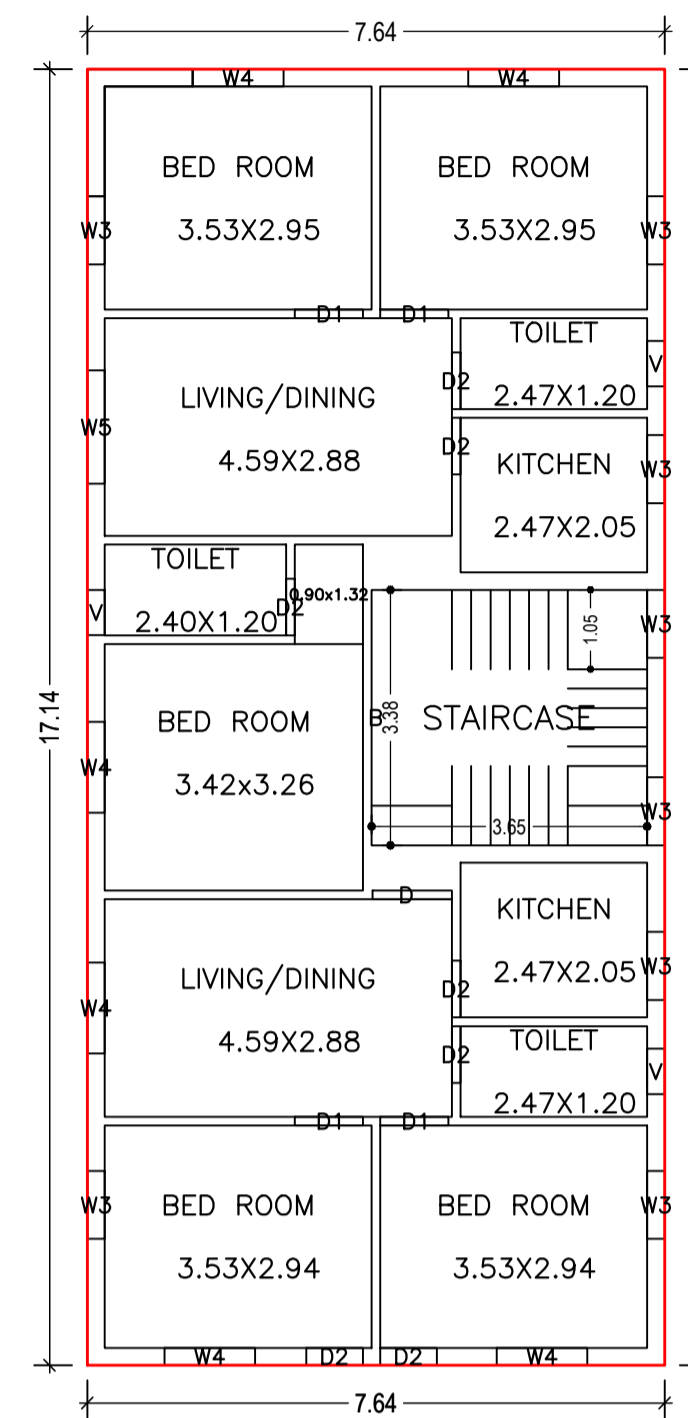 7.64
W4 W4
BED ROOM BED ROOM
3.53X2.95 3.53X2.95
W3 W3
D1 D1
TOILET
V
D2
2.47X1.20
LIVING/DINING
W5
4.59X2.88
D2
KITCHEN
W3
2.47X2.05
TOILET
V
2.40X1.20
D2
0.90x1.32
1.05
W3
17.14
BED ROOM
3.42x3.26
W4
B
3.38
STAIRCASE
W3
3.65
D
KITCHEN
2.47X2.05
W3
LIVING/DINING
W4
4.59X2.88
D2
D2
TOILET
V
2.47X1.20
D1 D1
BED ROOM BED ROOM
W3 W3
3.53X2.94 3.53X2.94
W4 D2 D2 W4
7.64